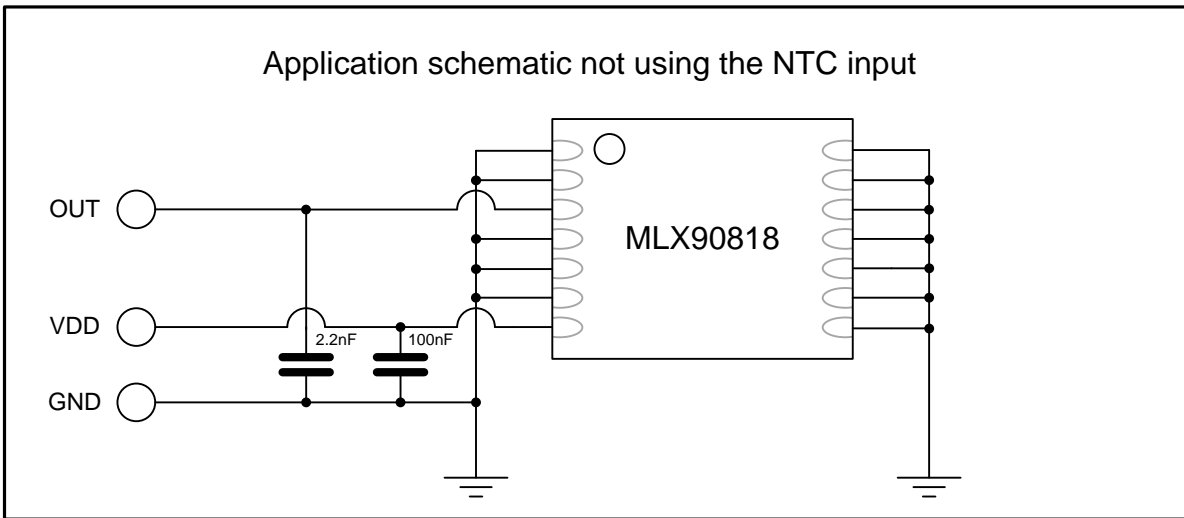 Application schematic not using the NTC input
OUT
MLX90818
VDD
2.2nF
100nF
GND